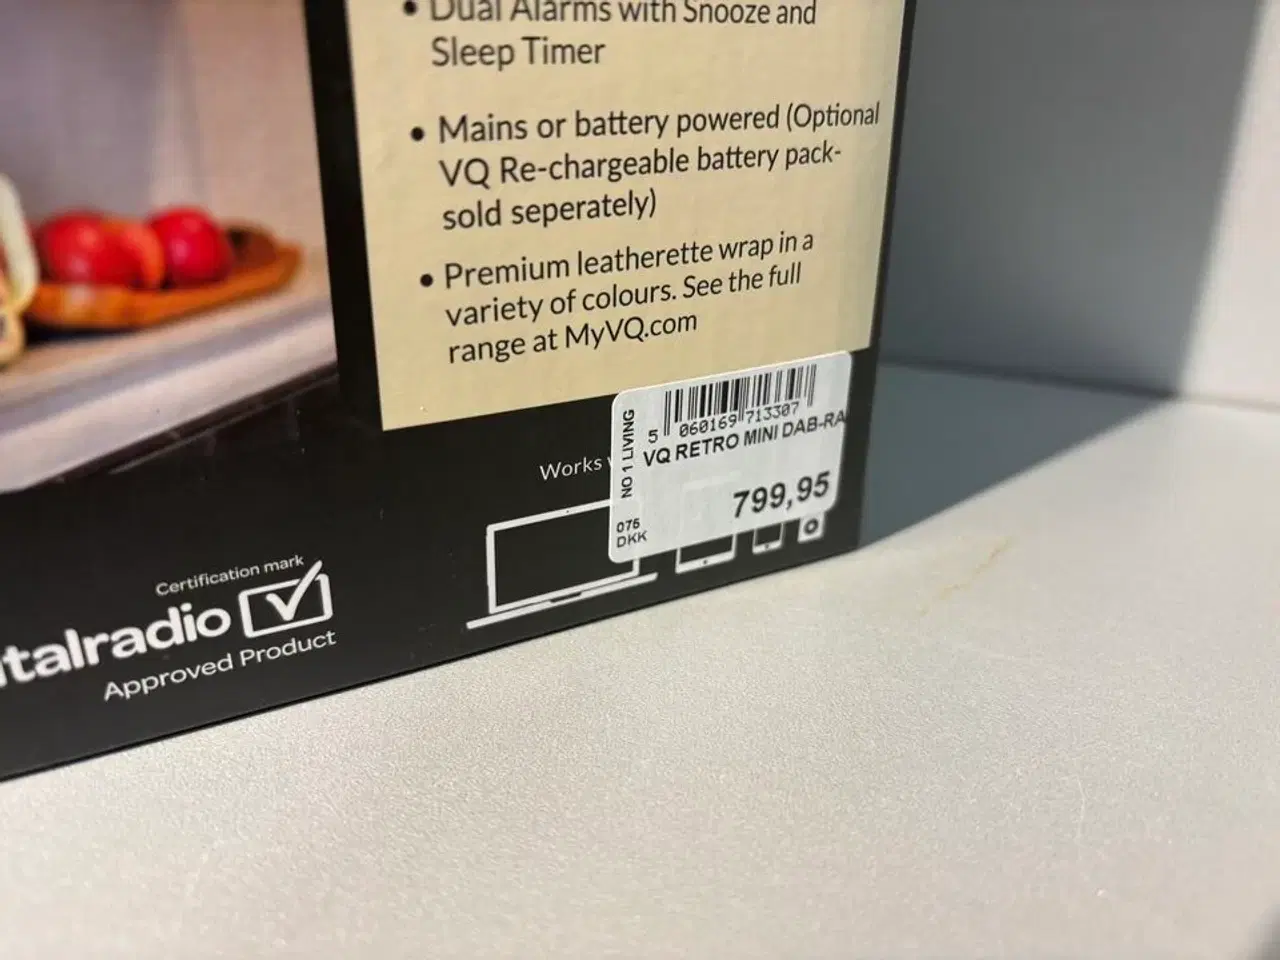 • Dual Alarms with Snooze and
Sleep Timer
• Mains or battery powered (Optional
VQ Re-chargeable battery pack-
sold seperately)
• Premium leatherette wrap in a
variety of colours. See the full
range at MyVQ.com
Works
NO 1 LIVING
5 060169 713307
VQ RETRO MINI DAB-RA
799,95
075
DKK
Certification mark
talradio
Approved Product